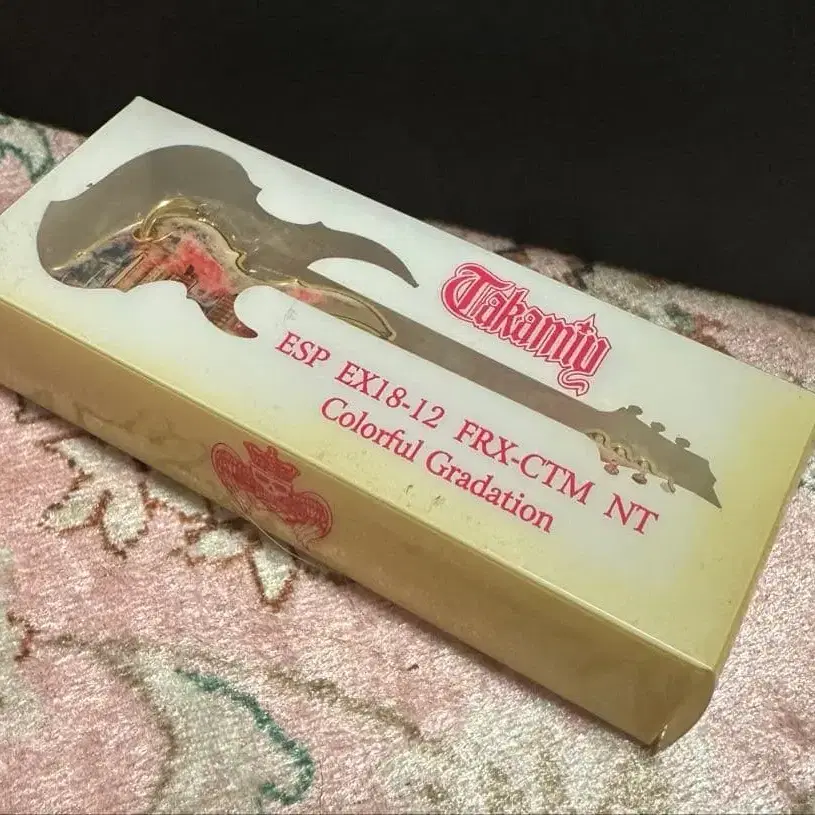 Takamiy
ESP EX18-12 FRX-CTM NT
Colorful Gradation